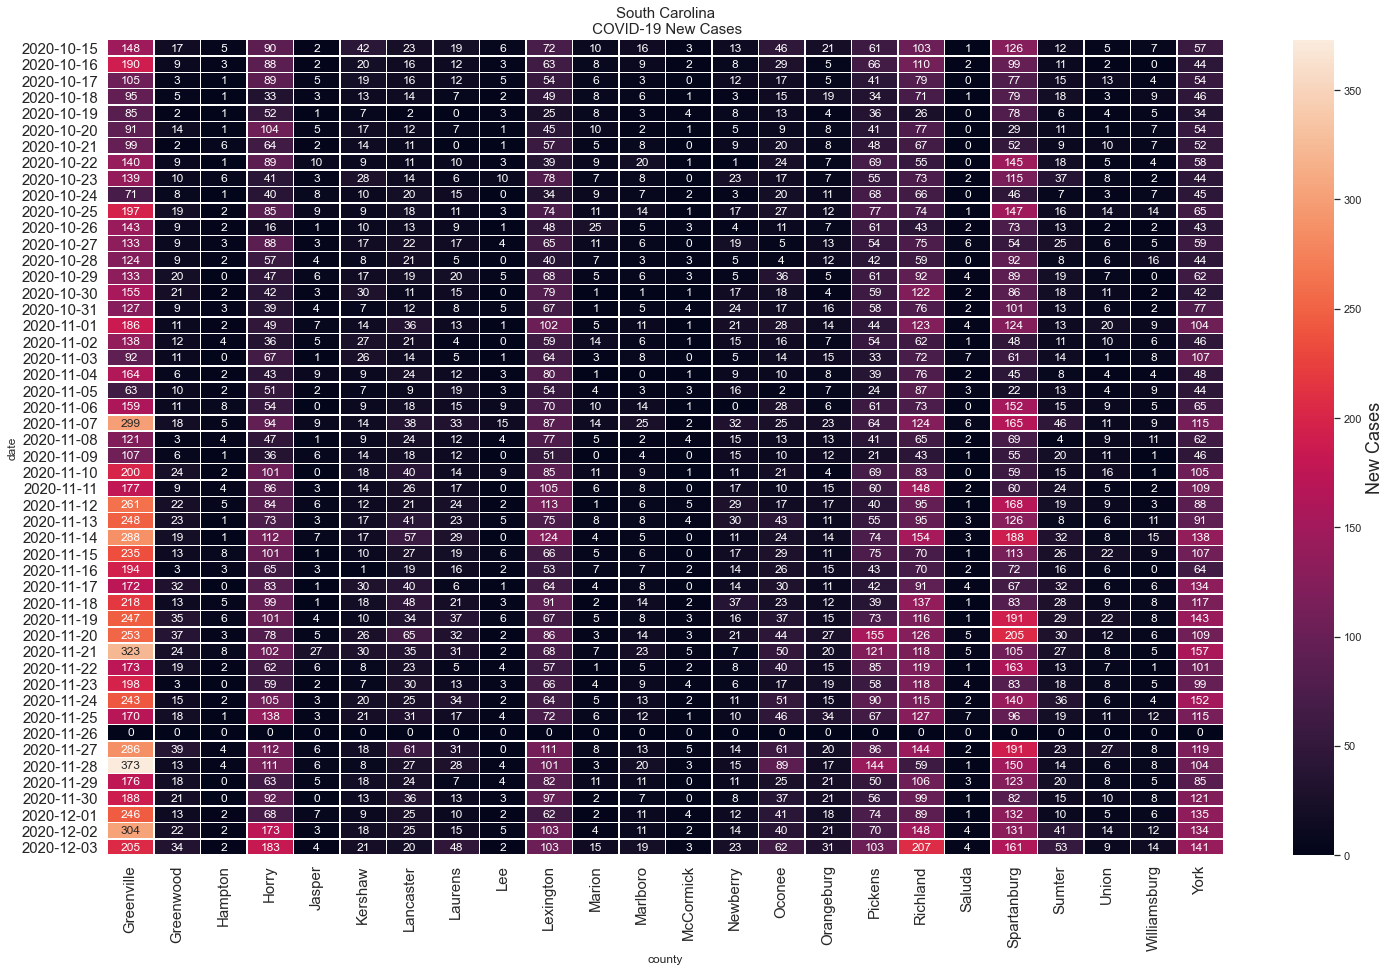 South Carolina
COVID-19 New Cases
2020-10-15 148 17 5 90 2 42 23 19 6 72 10 16 3 13 46 21 61 103 1 126 12 5 7 57
2020-10-16 190 9 3 88 2 20 16 12 3 63 8 9 2 8 29 5 66 110 2 99 11 2 0 44
2020-10-17 105 3 1 89 5 19 16 12 5 54 6 3 0 12 17 5 41 79 0 77 15 13 4 54
2020-10-18 95 5 1 33 3 13 14 7 2 49 8 6 1 3 15 19 34 71 1 79 18 3 9 46
2020-10-19 85 2 1 52 1 7 2 0 3 25 8 3 4 8 13 4 36 26 0 78 6 4 5 34
2020-10-20 91 14 1 104 5 17 12 7 1 45 10 2 1 5 9 8 41 77 0 29 11 1 7 54
2020-10-21 99 2 6 64 2 14 11 0 1 57 5 8 0 9 20 8 48 67 0 52 9 10 7 52
2020-10-22 140 9 1 89 10 9 11 10 3 39 9 20 1 1 24 7 69 55 0 145 18 5 4 58
2020-10-23 139 10 6 41 3 28 14 6 10 78 7 8 0 23 17 7 55 73 2 115 37 8 2 44
2020-10-24 71 8 1 40 8 10 20 15 0 34 9 7 2 3 20 11 68 66 0 46 7 3 7 45
2020-10-25 197 19 2 85 9 9 18 11 3 74 11 14 1 17 27 12 77 74 1 147 16 14 14 65
2020-10-26 143 9 2 16 1 10 13 9 1 48 25 5 3 4 11 7 61 43 2 73 13 2 2 43
2020-10-27 133 9 3 88 3 17 22 17 4 65 11 6 0 19 5 13 54 75 6 54 25 6 5 59
2020-10-28 124 9 2 57 4 8 21 5 0 40 7 3 3 5 4 12 42 59 0 92 8 6 16 44
2020-10-29 133 20 0 47 6 17 19 20 5 68 5 6 3 5 36 5 61 92 4 89 19 7 0 62
2020-10-30 155 21 2 42 3 30 11 15 0 79 1 1 1 17 18 4 59 122 2 86 18 11 2 42
2020-10-31 127 9 3 39 4 7 12 8 5 67 1 5 4 24 17 16 58 76 2 101 13 6 2 77
2020-11-01 186 11 2 49 7 14 36 13 1 102 5 11 1 21 28 14 44 123 4 124 13 20 9 104
2020-11-02 138 12 4 36 5 27 21 4 0 59 14 6 1 15 16 7 54 62 1 48 11 10 6 46
2020-11-03 92 11 0 67 1 26 14 5 1 64 3 8 0 5 14 15 33 72 7 61 14 1 8 107
2020-11-04 164 6 2 43 9 9 24 12 3 80 1 0 1 9 10 8 39 76 2 45 8 4 4 48
2020-11-05 63 10 2 51 2 7 9 19 3 54 4 3 3 16 2 7 24 87 3 22 13 4 9 44
2020-11-06 159 11 8 54 0 9 18 15 9 70 10 14 1 0 28 6 61 73 0 152 15 9 5 65
2020-11-07 299 18 5 94 9 14 38 33 15 87 14 25 2 32 25 23 64 124 6 165 46 11 9 115
2020-11-08 121 3 4 47 1 9 24 12 4 77 5 2 4 15 13 13 41 65 2 69 4 9 11 62
2020-11-09 107 6 1 36 6 14 18 12 0 51 0 4 0 15 10 12 21 43 1 55 20 11 1 46
2020-11-10 200 24 2 101 0 18 40 14 9 85 11 9 1 11 21 4 69 83 0 59 15 16 1 105
2020-11-11 177 9 4 86 3 14 26 17 0 105 6 8 0 17 10 15 60 148 2 60 24 5 2 109
2020-11-12 261 22 5 84 6 12 21 24 2 113 1 6 5 29 17 17 40 95 1 168 19 9 3 88
2020-11-13 248 23 1 73 3 17 41 23 5 75 8 8 4 30 43 11 55 95 3 126 8 6 11 91
2020-11-14 288 19 1 112 7 17 57 29 0 124 4 5 0 11 24 14 74 154 3 188 32 8 15 138
2020-11-15 235 13 8 101 1 10 27 19 6 66 5 6 0 17 29 11 75 70 1 113 26 22 9 107
2020-11-16 194 3 3 65 3 1 19 16 2 53 7 7 2 14 26 15 43 70 2 72 16 6 0 64
2020-11-17 172 32 0 83 1 30 40 6 1 64 4 8 0 14 30 11 42 91 4 67 32 6 6 134
2020-11-18 218 13 5 99 1 18 48 21 3 91 2 14 2 37 23 12 39 137 1 83 28 9 8 117
2020-11-19 247 35 6 101 4 10 34 37 6 67 5 8 3 16 37 15 73 116 1 191 29 22 8 143
2020-11-20 253 37 3 78 5 26 65 32 2 86 3 14 3 21 44 27 155 126 5 205 30 12 6 109
2020-11-21 323 24 8 102 27 30 35 31 2 68 7 23 5 7 50 20 121 118 5 105 27 8 5 157
2020-11-22 173 19 2 62 6 8 23 5 4 57 1 5 2 8 40 15 85 119 1 163 13 7 1 101
2020-11-23 198 3 0 59 2 7 30 13 3 66 4 9 4 6 17 19 58 118 4 83 18 8 5 99
2020-11-24 243 15 2 105 3 20 25 34 2 64 5 13 2 11 51 15 90 115 2 140 36 6 4 152
2020-11-25 170 18 1 138 3 21 31 17 4 72 6 12 1 10 46 34 67 127 7 96 19 11 12 115
2020-11-26 0 0 0 0 0 0 0 0 0 0 0 0 0 0 0 0 0 0 0 0 0 0 0 0
2020-11-27 286 39 4 112 6 18 61 31 0 111 8 13 5 14 61 20 86 144 2 191 23 27 8 119
2020-11-28 373 13 4 111 6 8 27 28 4 101 3 20 3 15 89 17 144 59 1 150 14 6 8 104
2020-11-29 176 18 0 63 5 18 24 7 4 82 11 11 0 11 25 21 50 106 3 123 20 8 5 85
2020-11-30 188 21 0 92 0 13 36 13 3 97 2 7 0 8 37 21 56 99 1 82 15 10 8 121
2020-12-01 246 13 2 68 7 9 25 10 2 62 2 11 4 12 41 18 74 89 1 132 10 5 6 135
2020-12-02 304 22 2 173 3 18 25 15 5 103 4 11 2 14 40 21 70 148 4 131 41 14 12 134
2020-12-03 205 34 2 183 4 21 20 48 2 103 15 19 3 23 62 31 103 207 4 161 53 9 14 141
date
Greenville Greenwood Hampton Horry Jasper Kershaw Lancaster Laurens Lee Lexington Marion Marlboro McCormick Newberry Oconee Orangeburg Pickens Richland Saluda Spartanburg Sumter Union Williamsburg York
county
350
300
250
200
150
100
50
0
New Cases